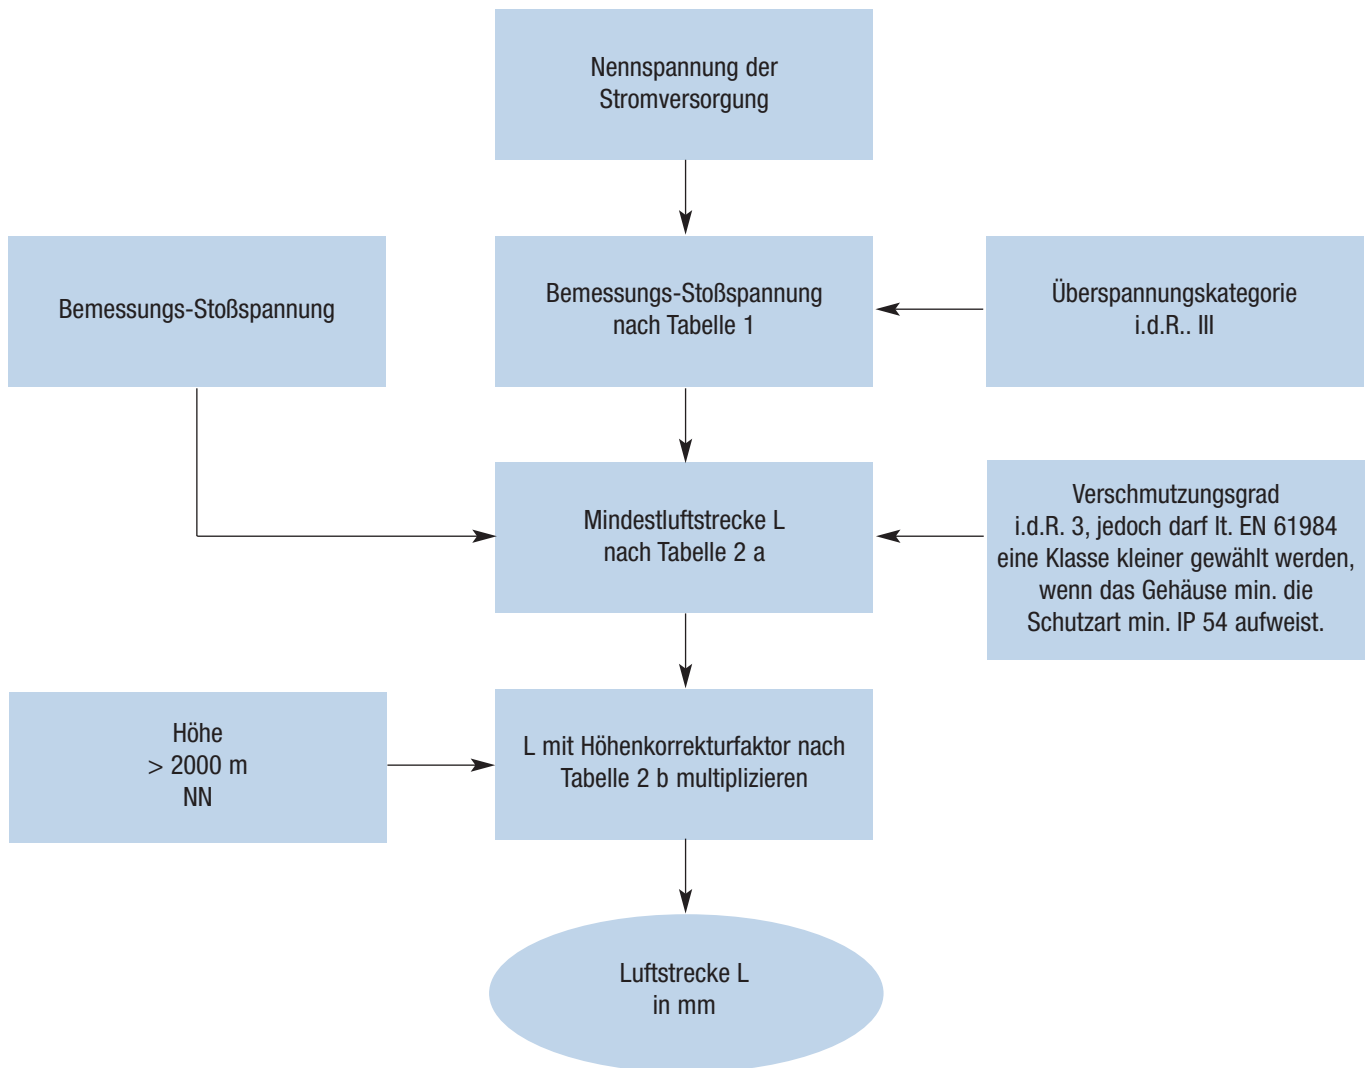 Nennspannung der
Stromversorgung
Bemessungs-Stoßspannung
Bemessungs-Stoßspannung
nach Tabelle 1
Überspannungskategorie
i.d.R.. III
Mindestluftstrecke L
nach Tabelle 2 a
Verschmutzungsgrad
i.d.R. 3, jedoch darf lt. EN 61984
eine Klasse kleiner gewählt werden,
wenn das Gehäuse min. die
Schutzart min. IP 54 aufweist.
Höhe
> 2000 m
NN
L mit Höhenkorrekturfaktor nach
Tabelle 2 b multiplizieren
Luftstrecke L
in mm